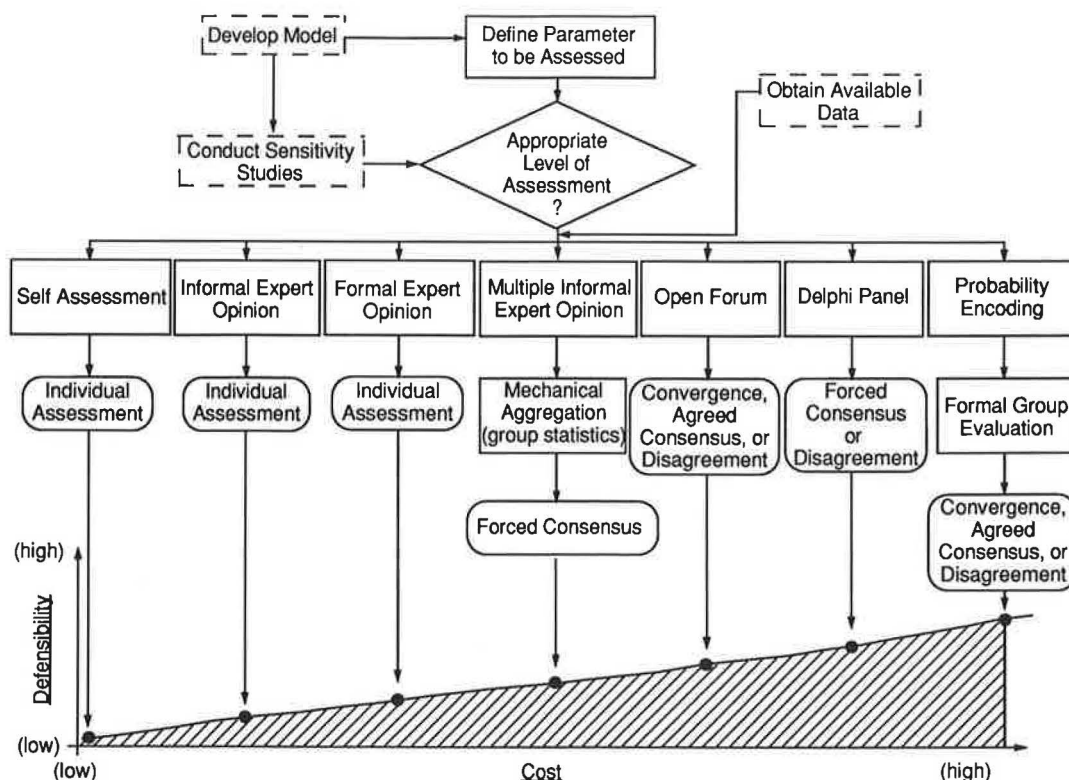 Develop Model
Define Parameter
to be Assessed
Obtain Available
Data
Conduct Sensitivity
Studies
Appropriate
Level of
Assessment
?
Self Assessment
Informal Expert
Opinion
Formal Expert
Opinion
Multiple Informal
Expert Opinion
Open Forum
Delphi Panel
Probability
Encoding
Individual
Assessment
Individual
Assessment
Individual
Assessment
Mechanical
Aggregation
(group statistics)
Convergence,
Agreed
Consensus, or
Disagreement
Forced
Consensus
or
Disagreement
Formal Group
Evaluation
Forced Consensus
Convergence,
Agreed
Consensus, or
Disagreement
(high)
Defensibility
(low)
(low)
Cost
(high)